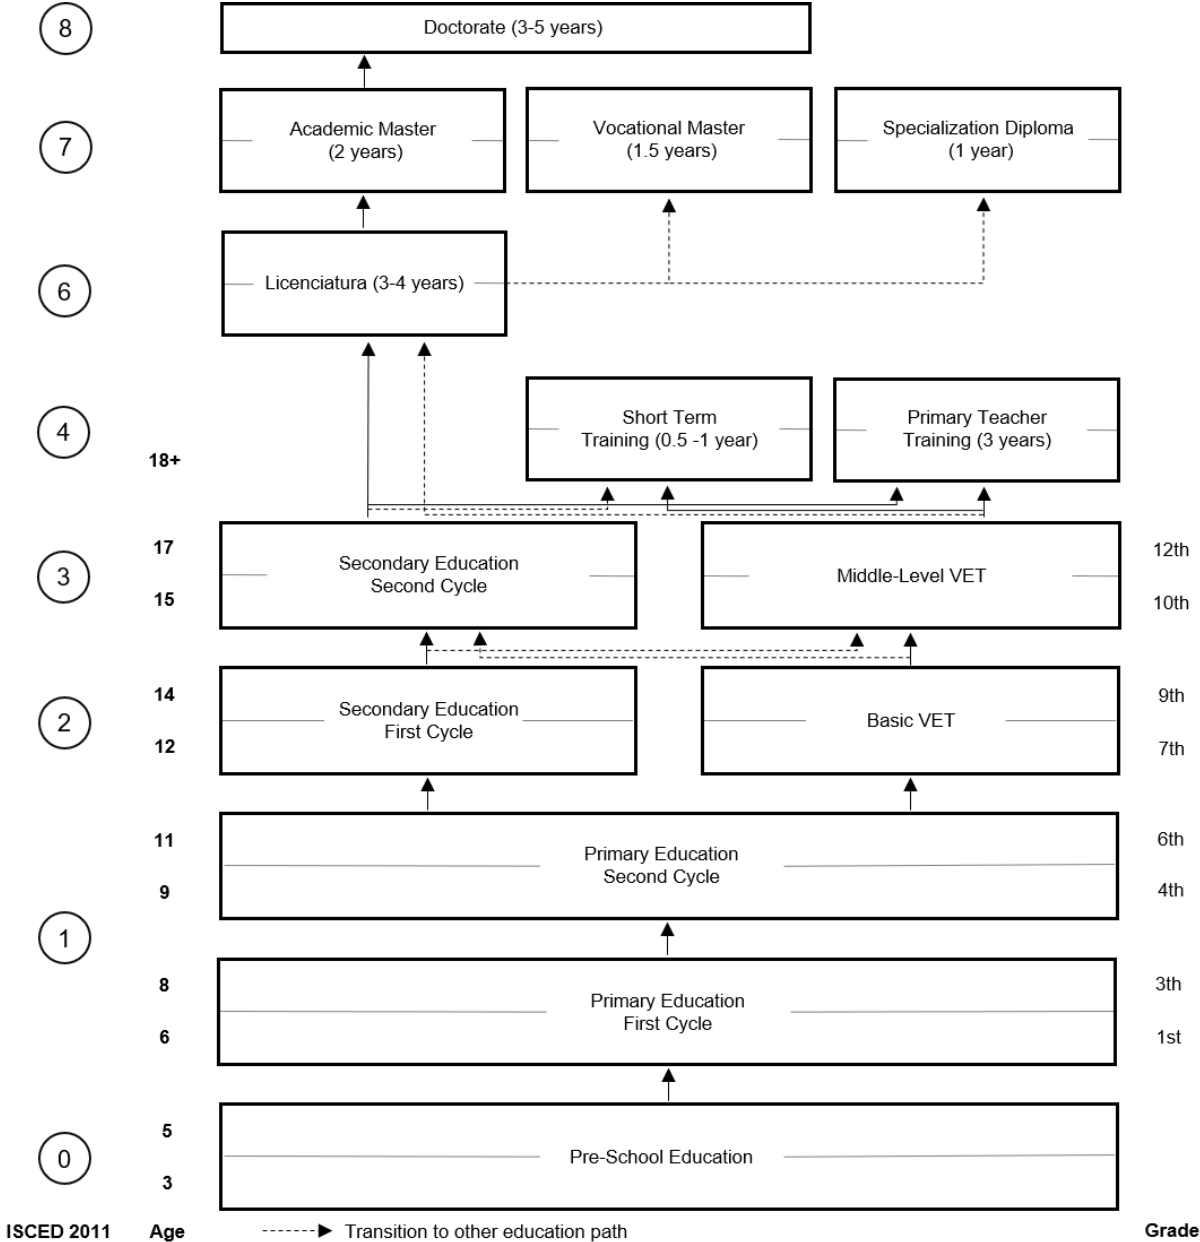 8
Doctorate (3-5 years)
7
Academic Master
(2 years)
Vocational Master
(1.5 years)
Specialization Diploma
(1 year)
6
Licenciatura (3-4 years)
4
18+
Short Term
Training (0.5 -1 year)
Primary Teacher
Training (3 years)
3
17
15
Secondary Education
Second Cycle
Middle-Level VET
12th
10th
2
14
12
Secondary Education
First Cycle
Basic VET
9th
7th
1
11
9
Primary Education
Second Cycle
6th
4th
8
6
Primary Education
First Cycle
3th
1st
0
5
3
Pre-School Education
ISCED 2011
Age
Transition to other education path
Grade